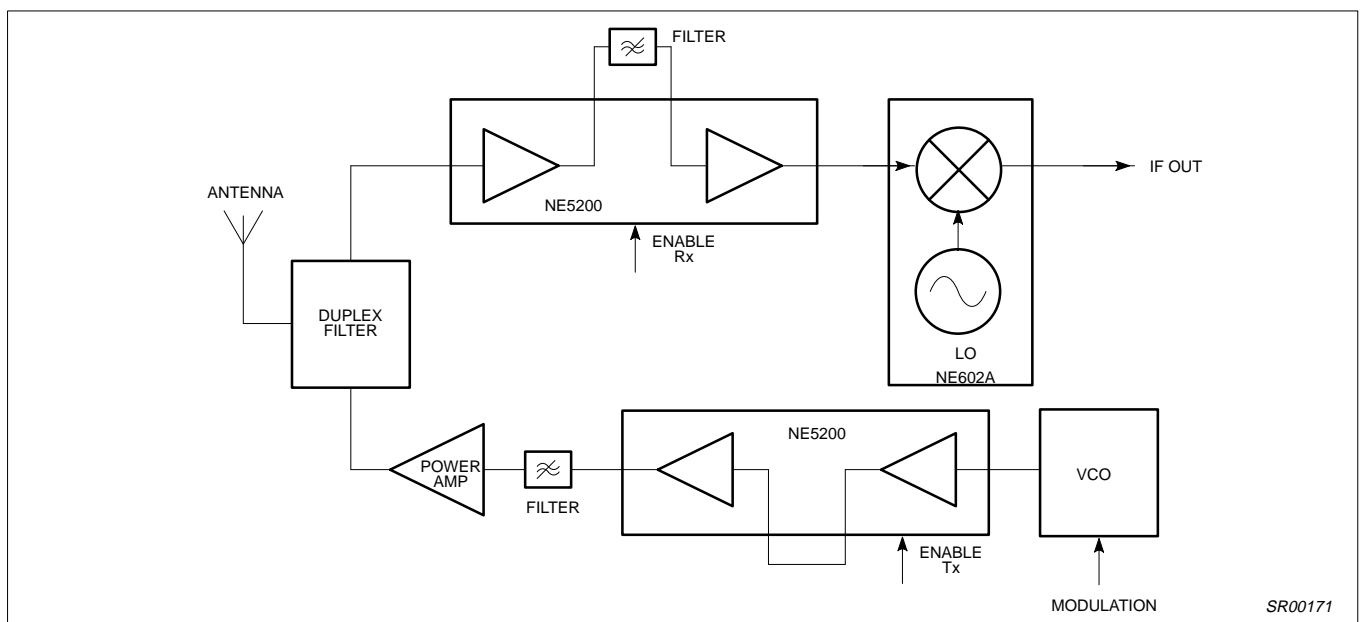 FILTER
NE5200
ENABLE
Rx
IF OUT
LO
NE602A
ANTENNA
DUPLEX
FILTER
POWER
AMP
FILTER
NE5200
ENABLE
Tx
VCO
MODULATION
SR00171